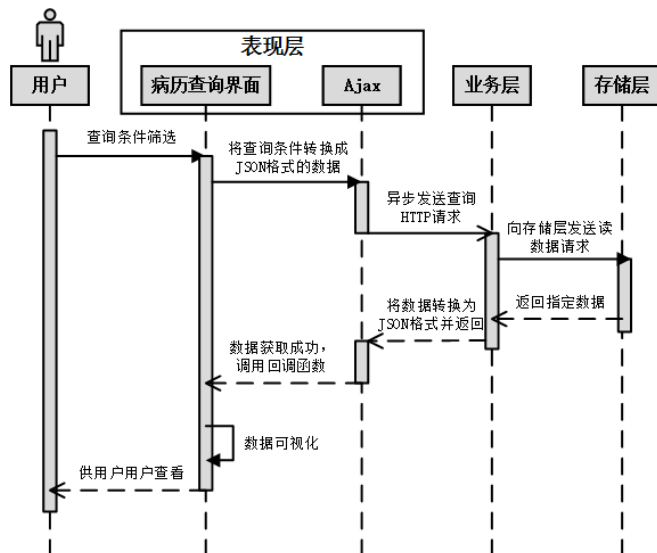 表现层
用户
病历查询界面
Ajax
业务层
存储层
查询条件筛选
将查询条件转换成
JSON格式的数据
异步发送查询
HTTP请求
向存储层发送读
数据请求
返回指定数据
将数据转换为
JSON格式并返回
数据获取成功，
调用回调函数
数据可视化
供用户用户查看